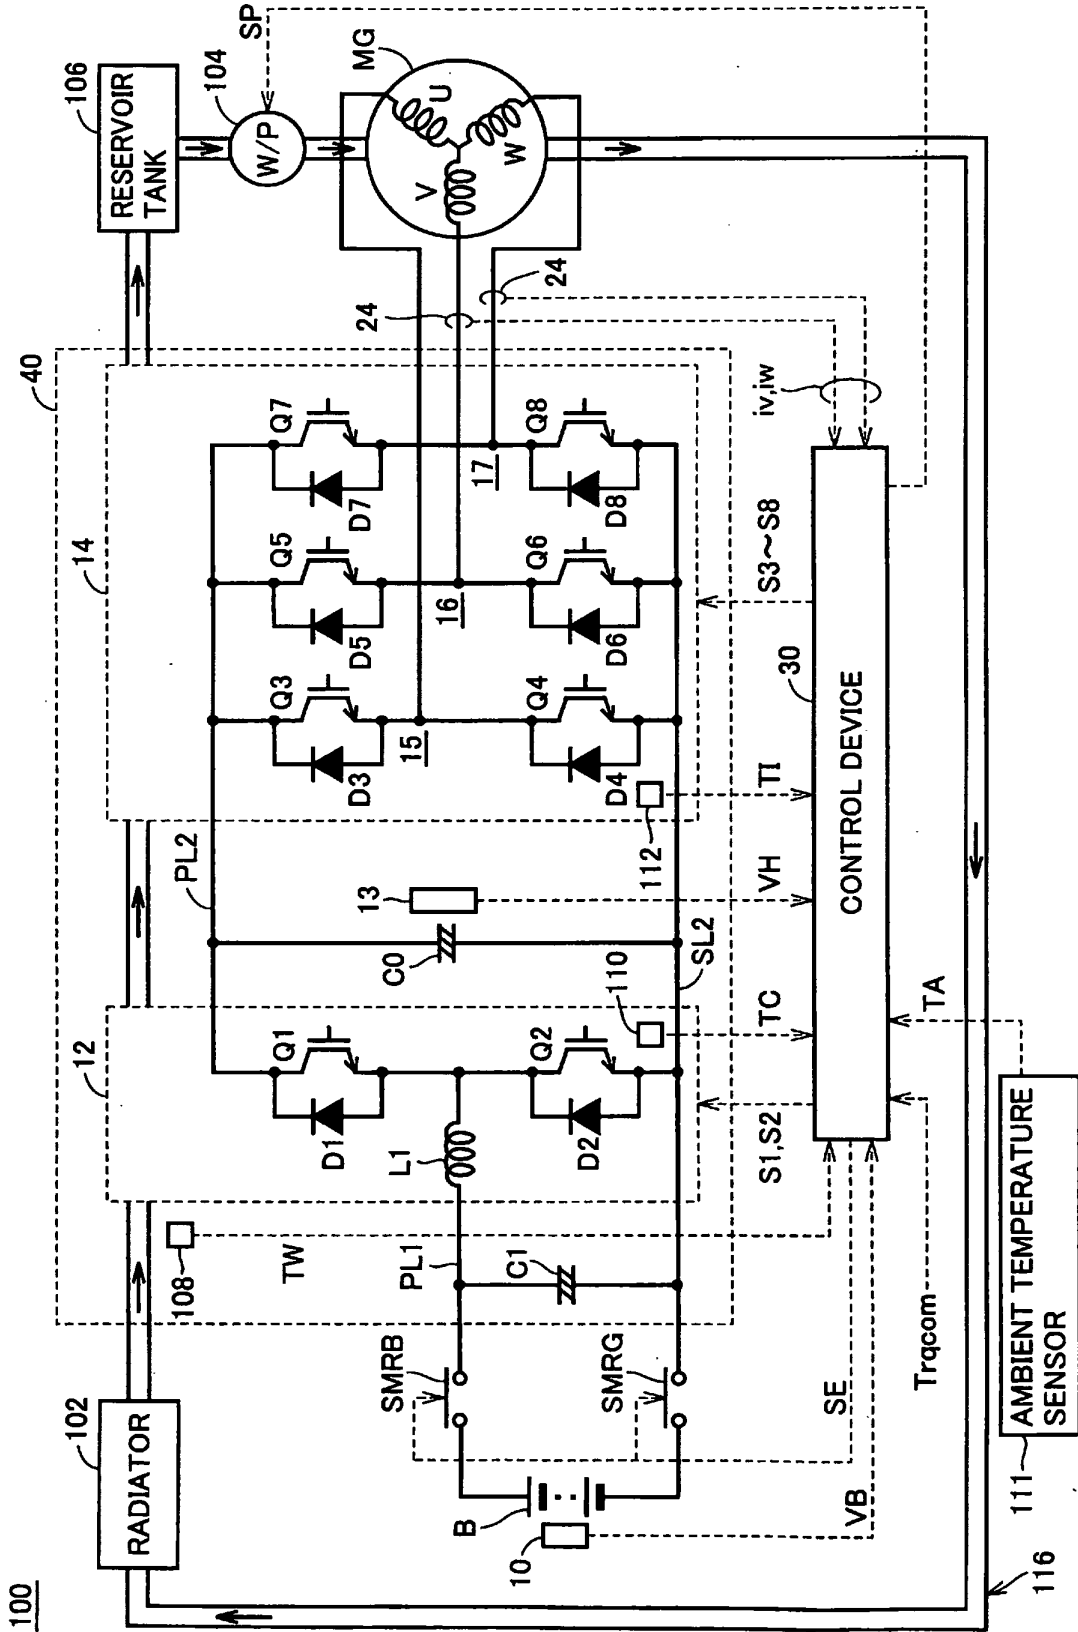 100
RADIATOR
102
108
TW
12
40
14
RESERVOIR
TANK
106
104
W/P
SP
MG
U
V
W
24
24
PL2
Q1
D1
L1
Q2
D2
PL1
C1
C0
13
110
112
SL2
Q3
D3
15
Q4
D4
Q5
D5
16
Q6
D6
Q7
D7
17
Q8
D8
SMRB
SMRG
B
10
VB
SE
Trqcom
S1,S2
TC
VH
TI
S3~S8
iv,iw
30
CONTROL DEVICE
TA
AMBIENT TEMPERATURE
SENSOR
111
116